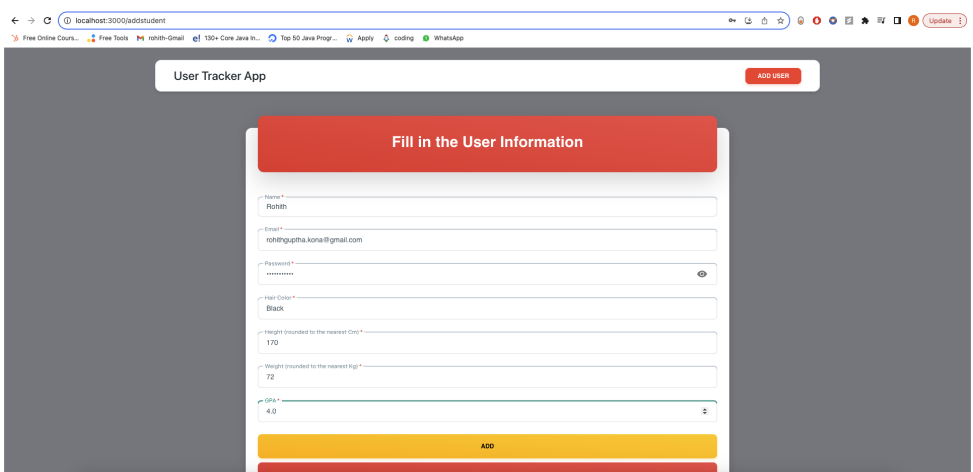 localhost:3000/addstudent
Update
Free Online Cours... Free Tools rohith-Gmail 130+ Core Java In... Top 50 Java Progr... Apply coding WhatsApp
User Tracker App
ADD USER
Fill in the User Information
Name *
Rohith
Email *
rohithguptha.kona@gmail.com
Password *
•••••••••••
Hair Color *
Black
Height (rounded to the nearest Cm) *
170
Weight (rounded to the nearest Kg) *
72
GPA *
4.0
ADD